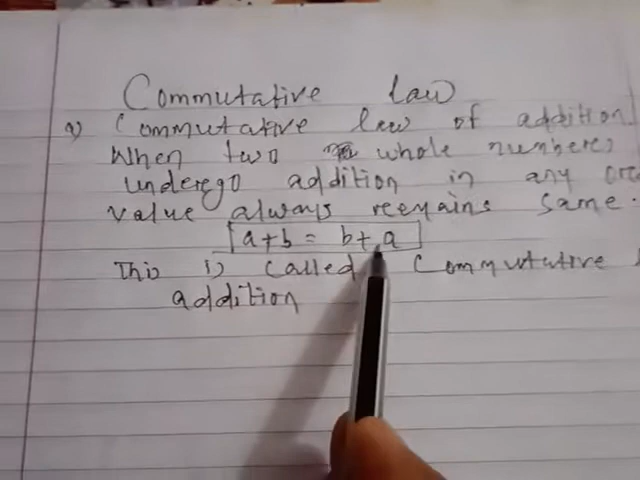 Commutative law
a) Commutative law of addition.
When two whole numbers
undergo addition in any
value always remains same.
a+b = b+a
This is called Commutative
addition